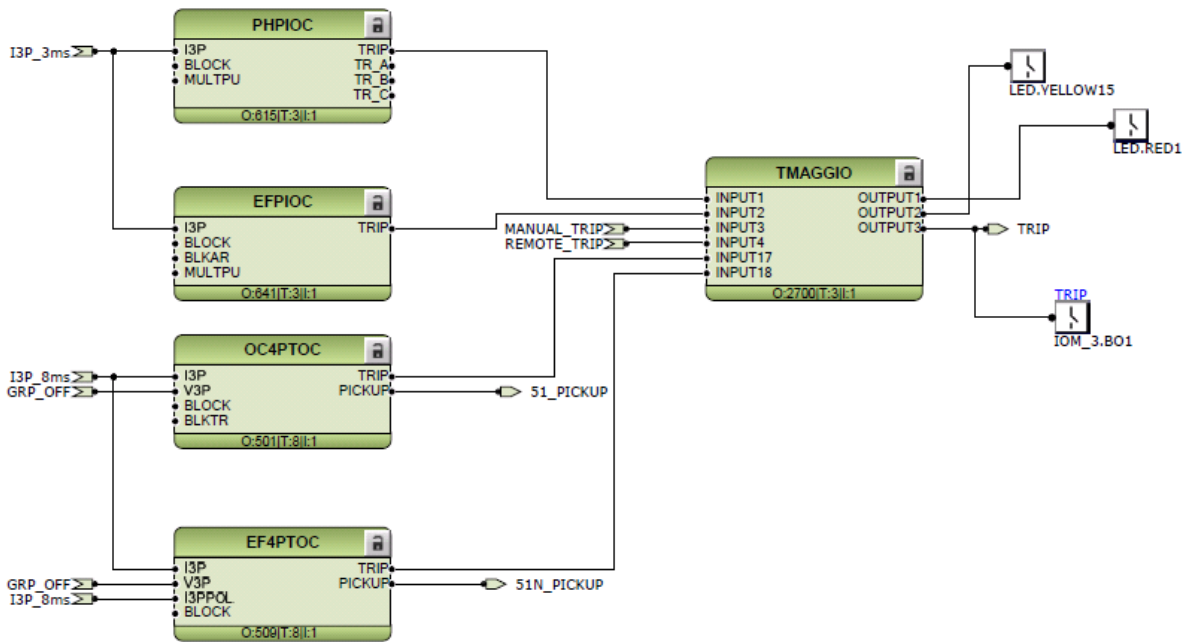 PHPIOC
I3P_3ms
I3P
BLOCK
MULTPU
TRIP
TR_A
TR_B
TR_C
O:615|T:3|I:1
EFPIOC
I3P
BLOCK
BLKAR
MULTPU
TRIP
O:641|T:3|I:1
OC4PTOC
I3P_8ms
GRP_OFF
I3P
V3P
BLOCK
BLKTR
TRIP
PICKUP
51_PICKUP
O:501|T:8|I:1
EF4PTOC
GRP_OFF
I3P_8ms
I3P
V3P
I3PPOL
BLOCK
TRIP
PICKUP
51N_PICKUP
O:509|T:8|I:1
TMAGGIO
MANUAL_TRIP
REMOTE_TRIP
INPUT1
INPUT2
INPUT3
INPUT4
INPUT17
INPUT18
OUTPUT1
OUTPUT2
OUTPUT3
O:2700|T:3|I:1
LED.YELLOW15
LED.RED1
TRIP
TRIP
IOM_3.BO1